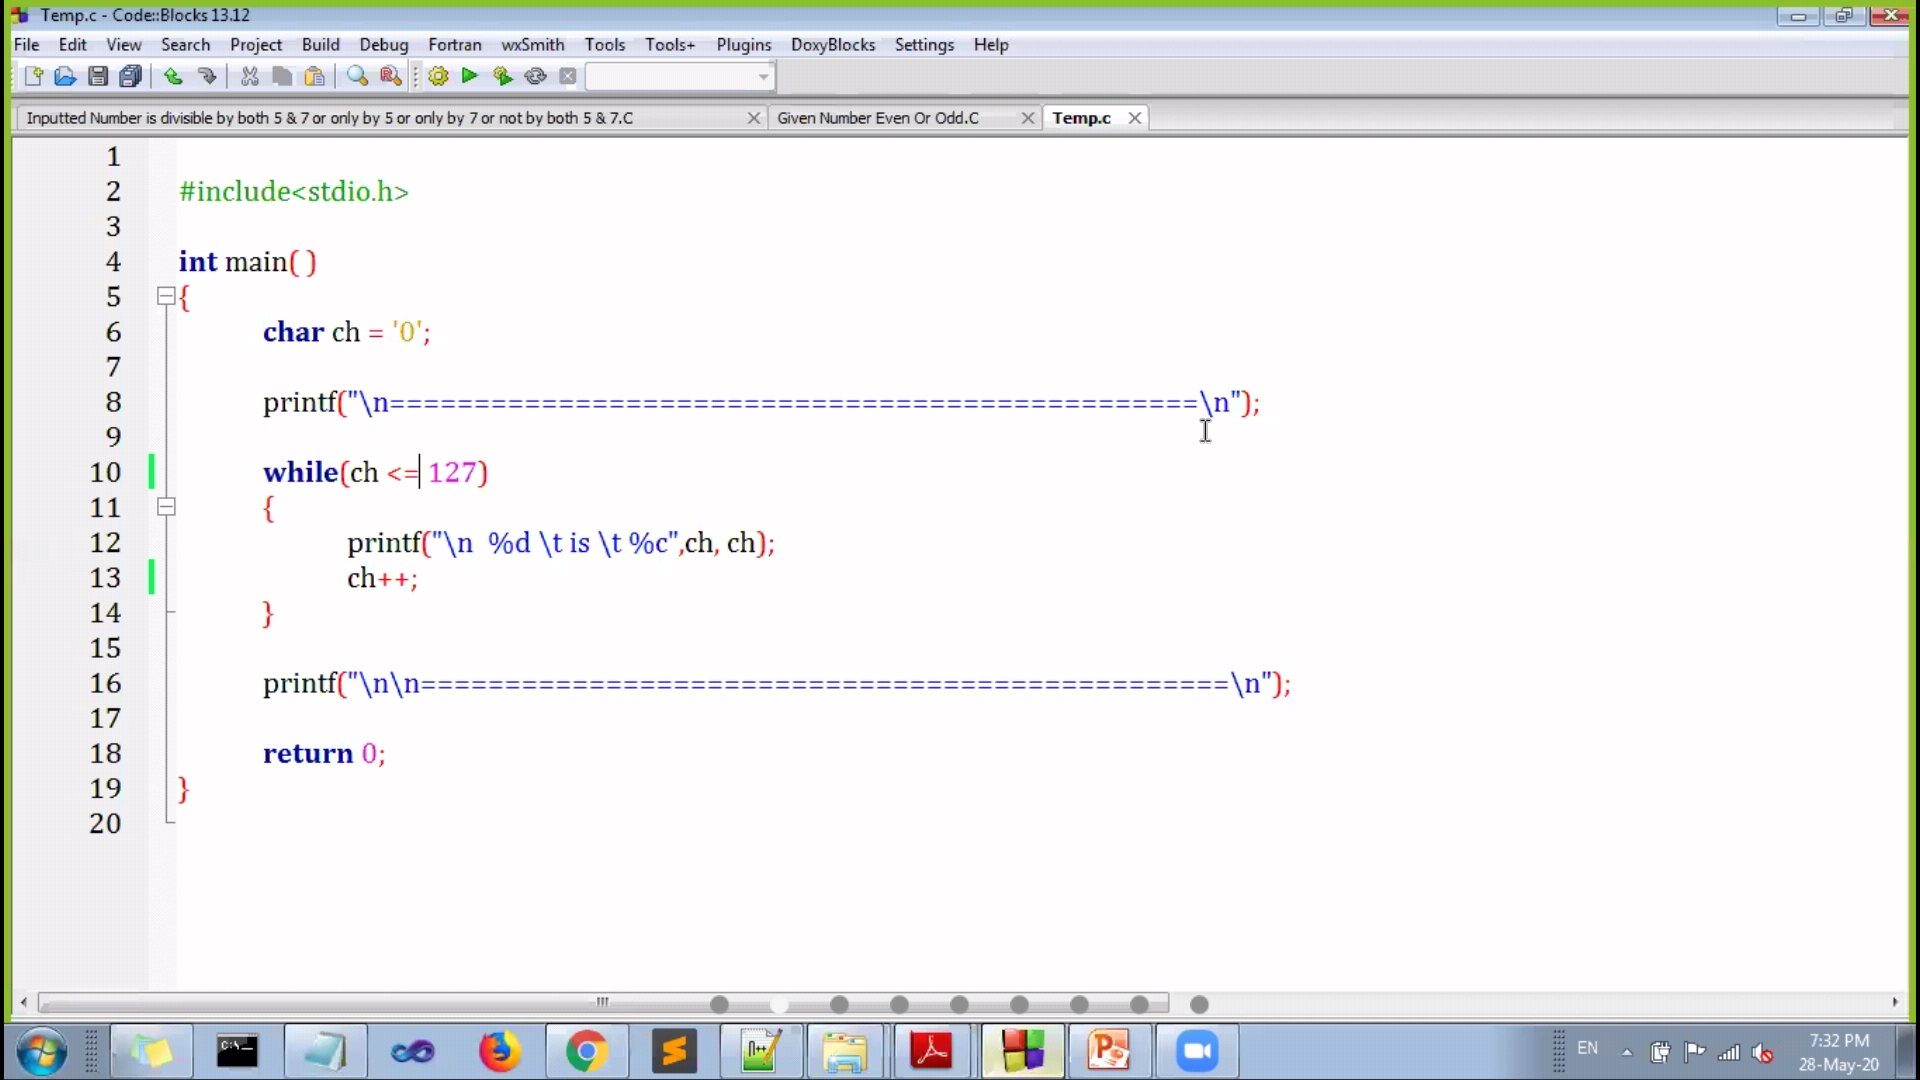 Temp.c - Code::Blocks 13.12
File Edit View Search Project Build Debug Fortran wxSmith Tools Tools+ Plugins DoxyBlocks Settings Help
Inputted Number is divisible by both 5 & 7 or only by 5 or only by 7 or not by both 5 & 7.C Given Number Even Or Odd.C Temp.c
1
2 #include<stdio.h>
3
4 int main( )
5 {
6 char ch = '0';
7
8 printf("\n================================================\n");
9
10 while(ch <= 127)
11 {
12 printf("\n  %d \t is \t %c",ch, ch);
13 ch++;
14 }
15
16 printf("\n\n================================================\n");
17
18 return 0;
19 }
20
EN 7:32 PM
28-May-20